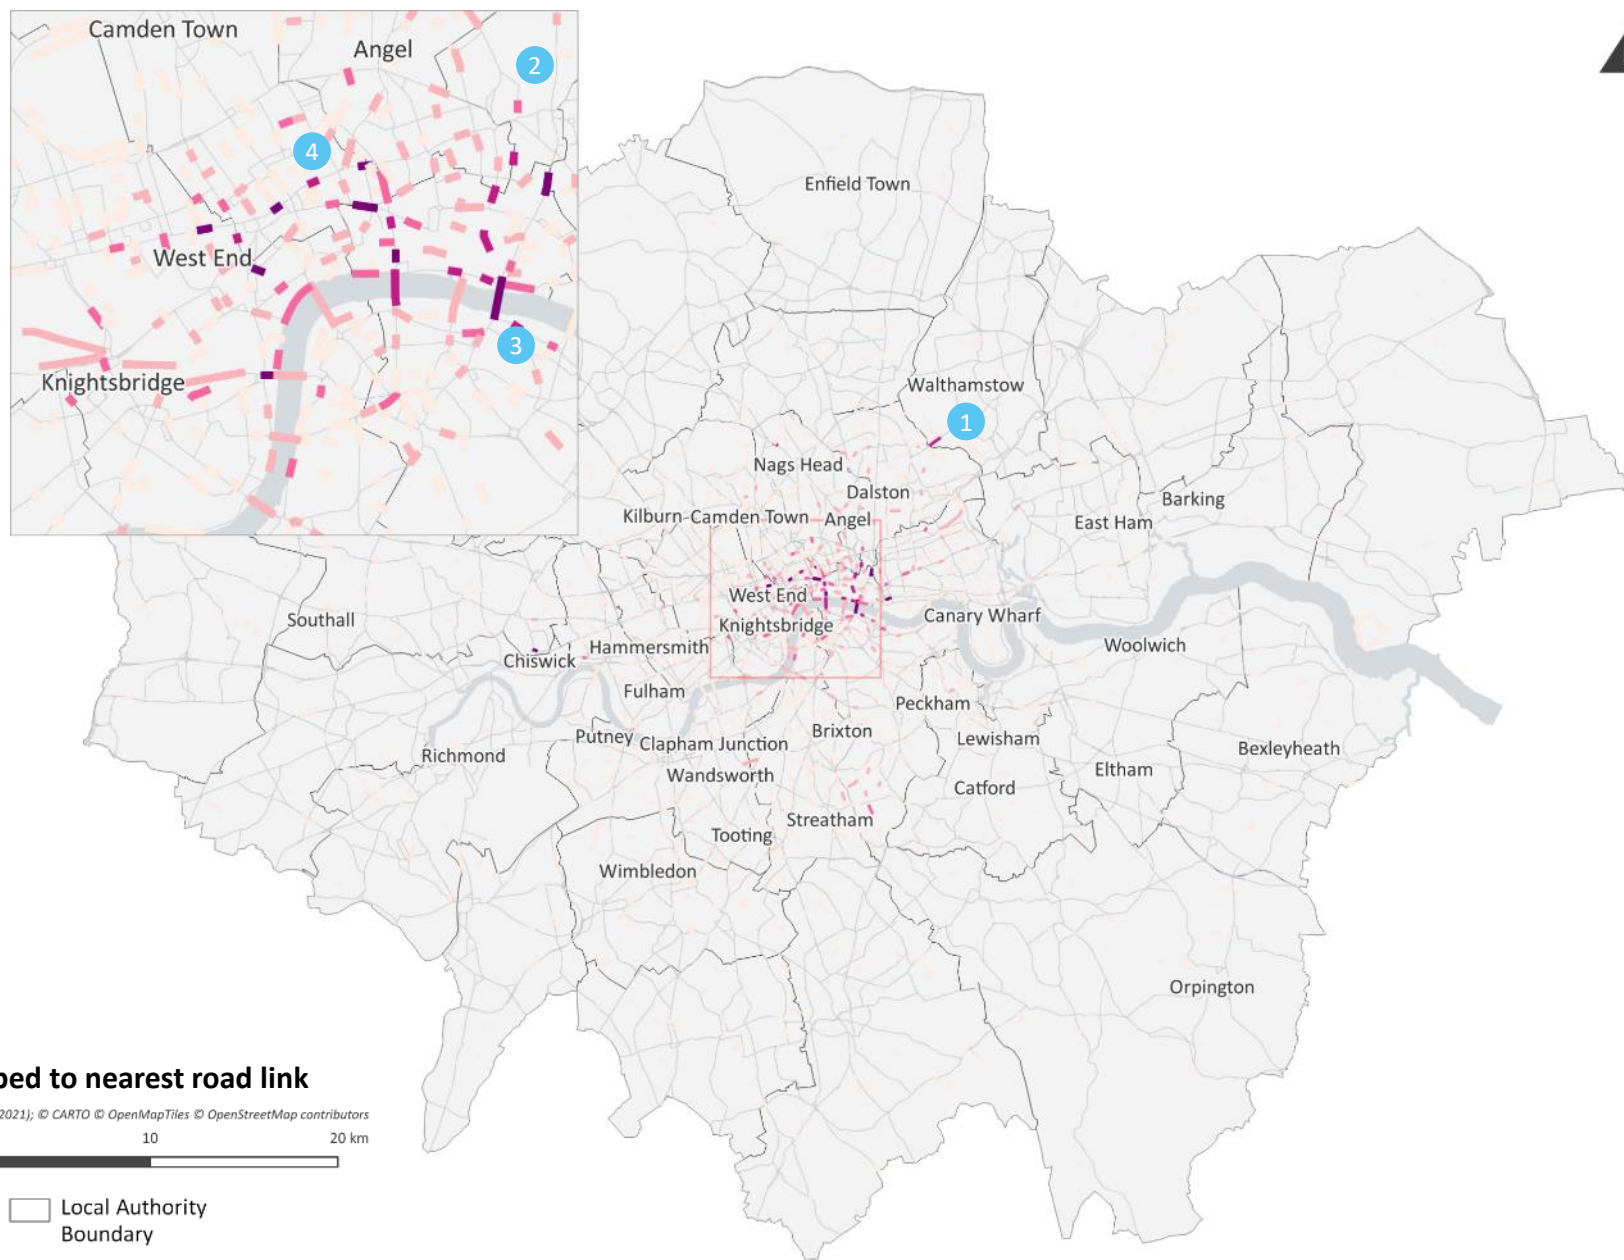 Camden Town
Angel
2
4
West End
3
Knightsbridge
Enfield Town
Walthamstow
1
Nags Head
Dalston
Kilburn
Camden Town
Angel
Barking
East Ham
West End
Knightsbridge
Canary Wharf
Southall
Hammersmith
Chiswick
Woolwich
Fulham
Peckham
Putney
Clapham Junction
Brixton
Lewisham
Richmond
Bexleyheath
Wandsworth
Eltham
Catford
Streatham
Tooting
Wimbledon
Orpington
ped to nearest road link
2021); © CARTO © OpenMapTiles © OpenStreetMap contributors
10 20 km
Local Authority
Boundary